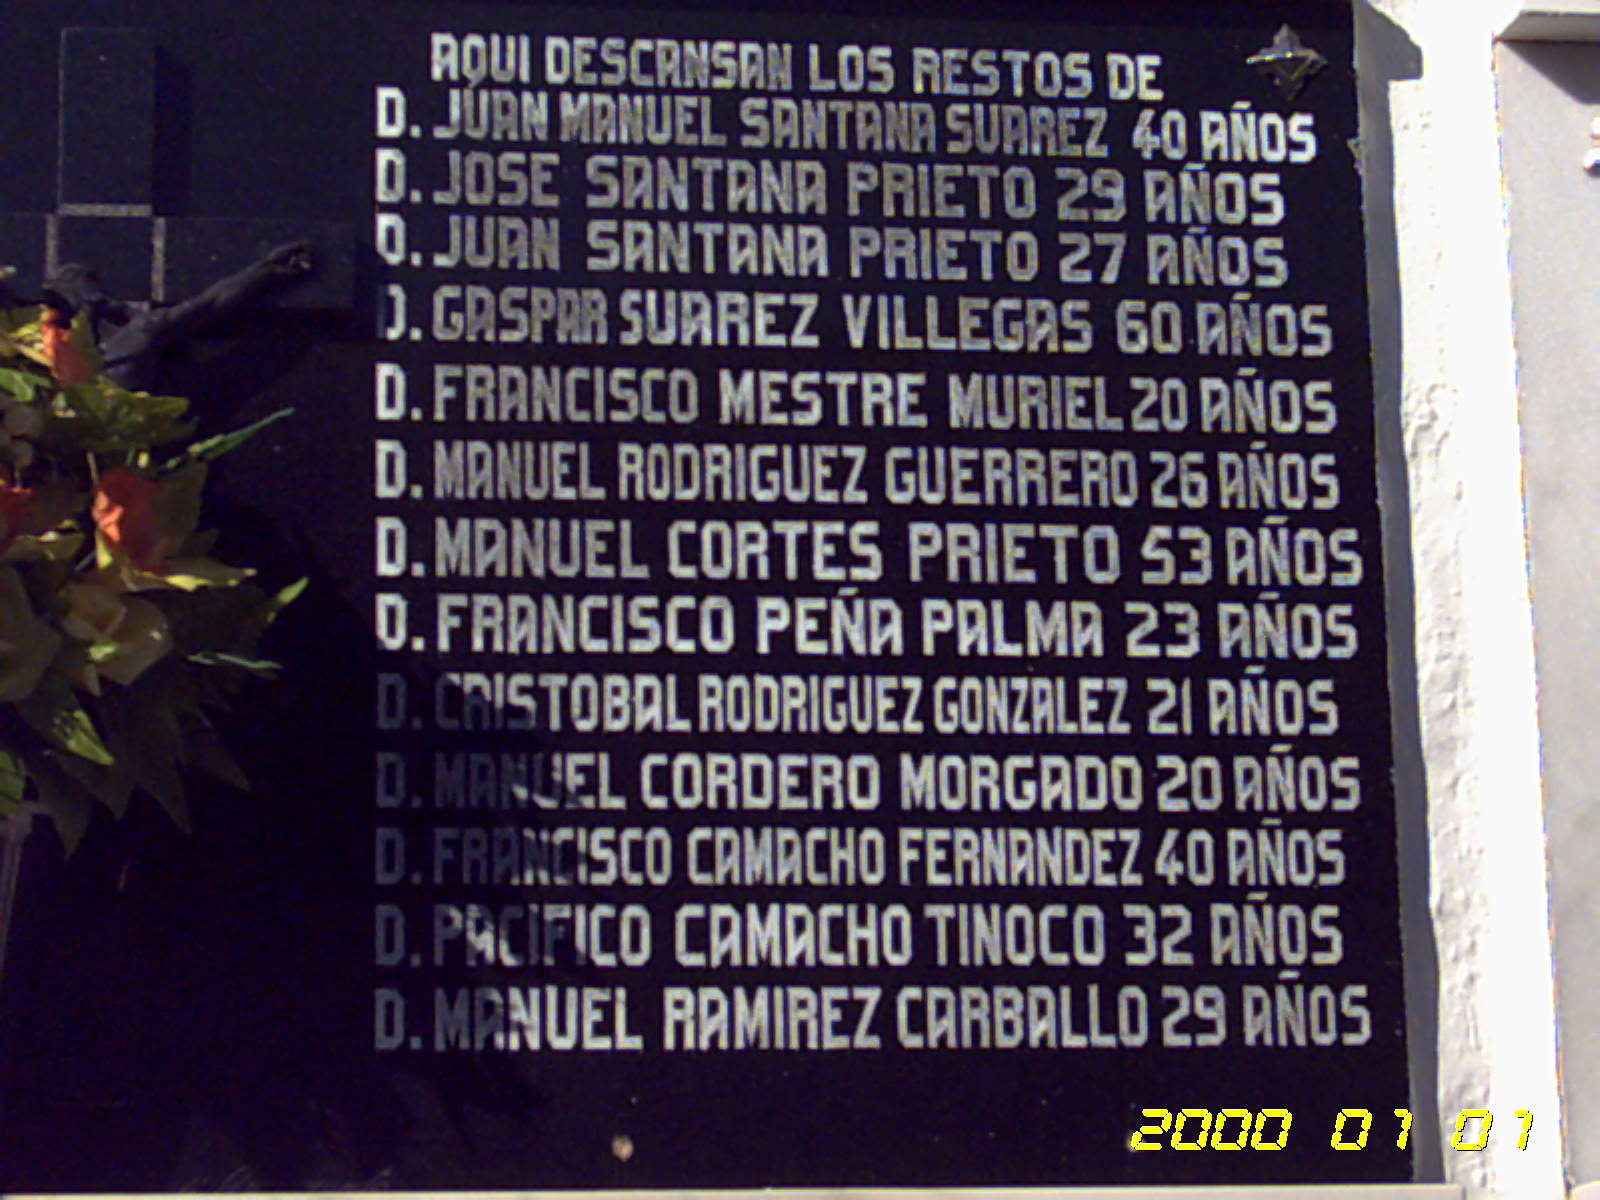 AQUI DESCANSAN LOS RESTOS DE
D. JUAN MANUEL SANTANA SUAREZ 40 AÑOS
D. JOSE SANTANA PRIETO 29 AÑOS
D. JUAN SANTANA PRIETO 27 AÑOS
D. GASPAR SUAREZ VILLEGAS 60 AÑOS
D. FRANCISCO MESTRE MURIEL 20 AÑOS
D. MANUEL RODRIGUEZ GUERRERO 26 AÑOS
D. MANUEL CORTES PRIETO 53 AÑOS
D. FRANCISCO PEÑA PALMA 23 AÑOS
D. CRISTOBAL RODRIGUEZ GONZALEZ 21 AÑOS
D. MANUEL CORDERO MORGADO 20 AÑOS
D. FRANCISCO CAMACHO FERNANDEZ 40 AÑOS
D. PACIFICO CAMACHO TINOCO 32 AÑOS
D. MANUEL RAMIREZ CARBALLO 29 AÑOS
2000 01 01